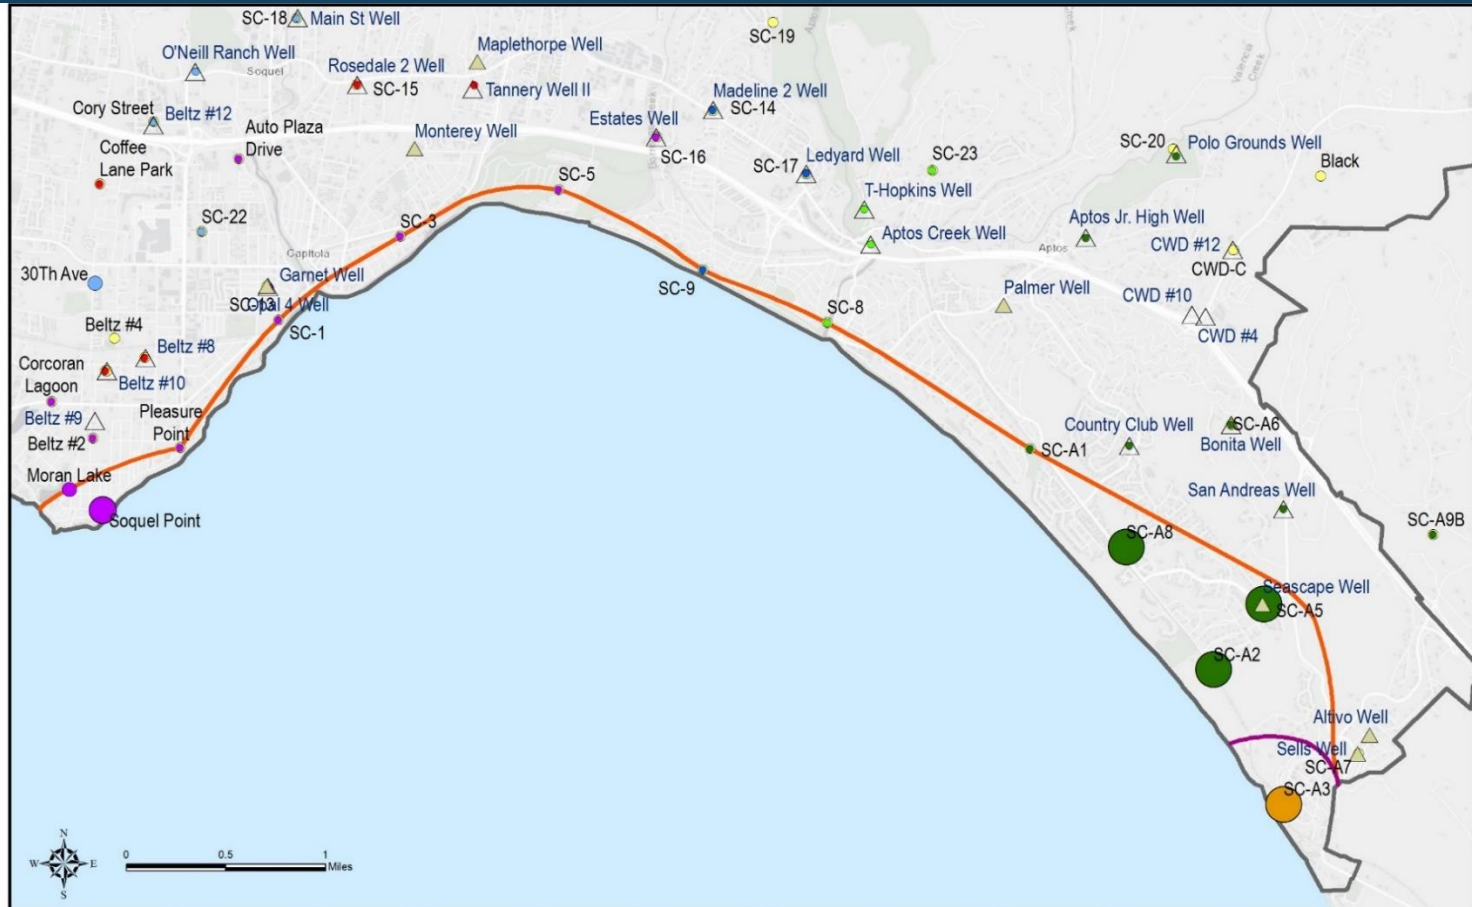 SC-18
Main St Well
SC-19
O'Neill Ranch Well
Soquel
Maplethorpe Well
Rosedale 2 Well
SC-15
Tannery Well II
Madeline 2 Well
SC-14
Cory Street
Beltz #12
Estates Well
SC-16
Auto Plaza
Drive
Monterey Well
Coffee
Lane Park
SC-17
Ledyard Well
SC-23
SC-20
Polo Grounds Well
Black
Valencia
Creek
SC-5
T-Hopkins Well
SC-22
SC-3
Capitola
Aptos Creek Well
Aptos
Aptos Jr. High Well
CWD #12
CWD-C
30Th Ave
Garnet Well
SC-13
Opal 4 Well
SC-1
SC-9
SC-8
Palmer Well
CWD #10
CWD #4
Beltz #4
Beltz #8
Beltz #10
Corcoran
Lagoon
Beltz #9
Beltz #2
Pleasure
Point
Country Club Well
SC-A6
Bonita Well
SC-A1
Moran Lake
Soquel Point
San Andreas Well
SC-A9B
SC-A8
Seascape Well
SC-A5
SC-A2
Altivo Well
Sells Well
SC-A7
SC-A3
N
W
E
S
0
0.5
1
Miles